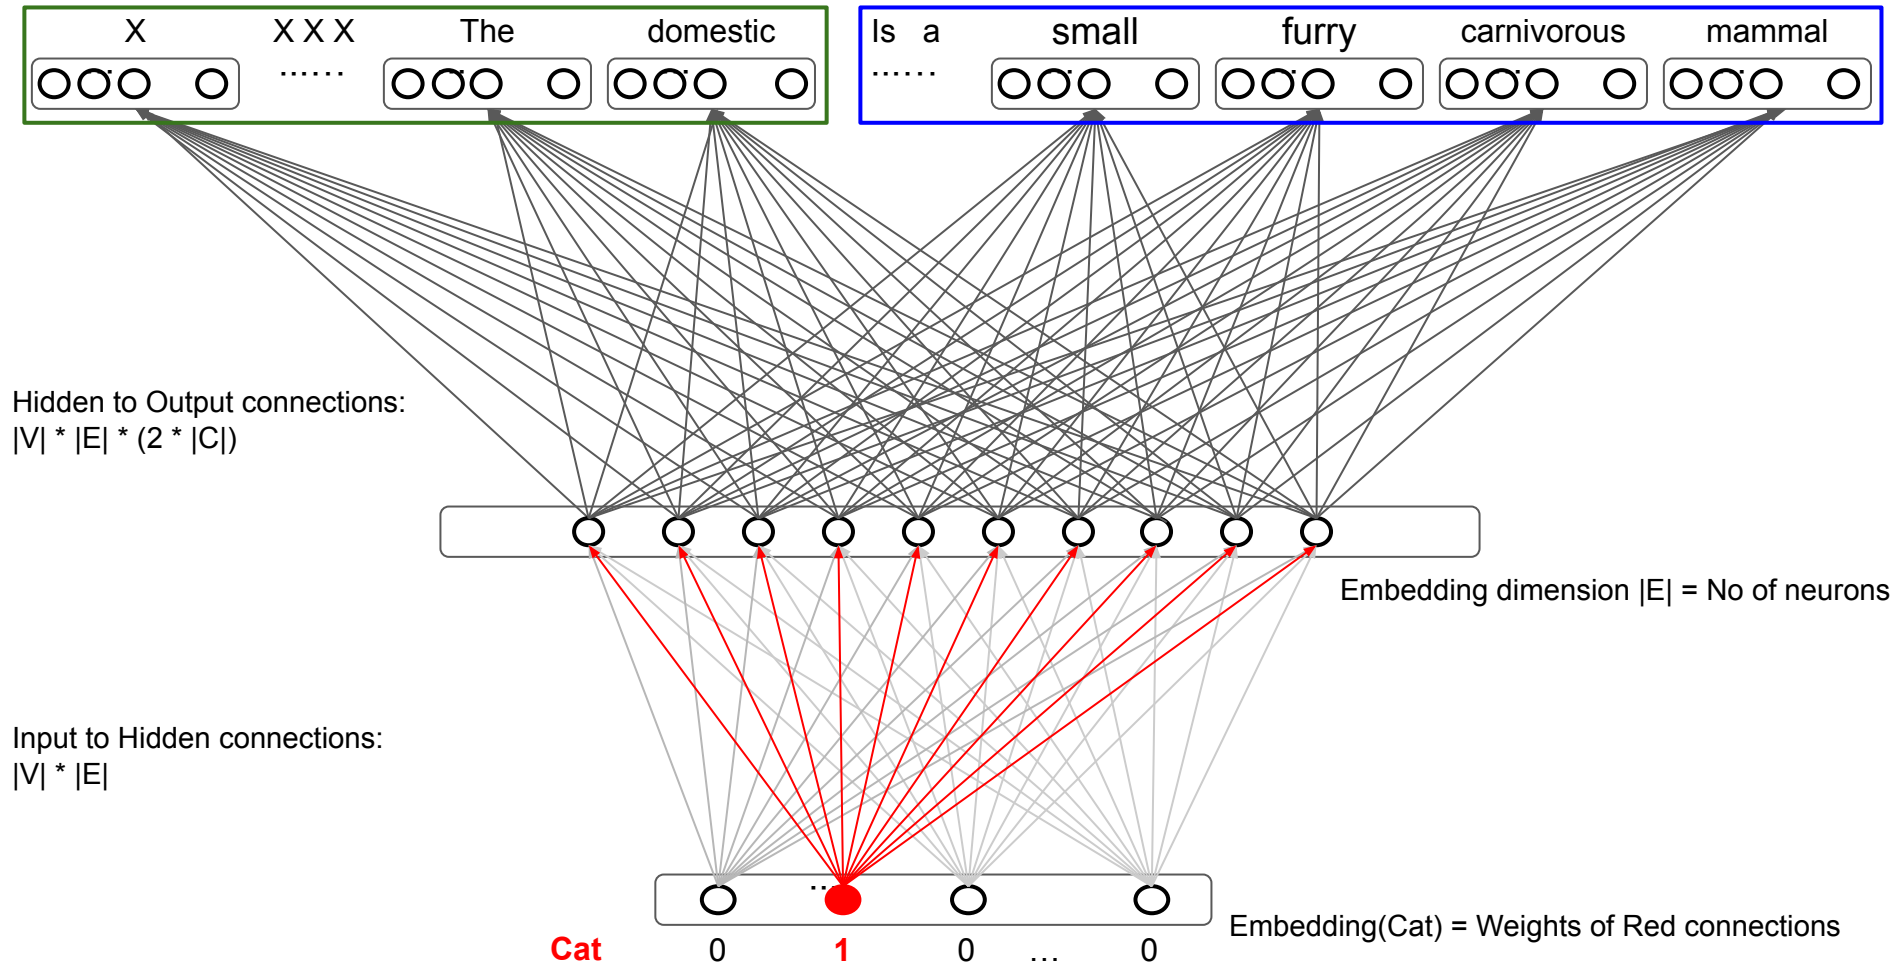 X X X X The domestic Is a small furry carnivorous mammal
... ...... ... ... ...... ... ... ... ...
Hidden to Output connections:
|V| * |E| * (2 * |C|)
Embedding dimension |E| = No of neurons
Input to Hidden connections:
|V| * |E|
...
Embedding(Cat) = Weights of Red connections
Cat 0 1 0 ... 0